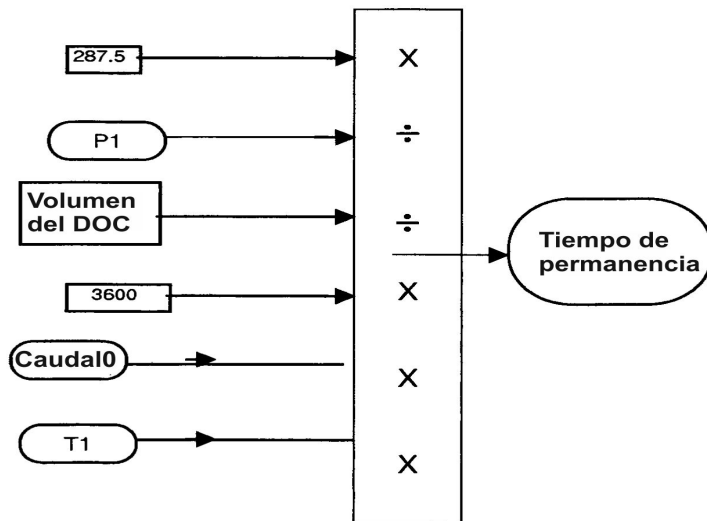 287.5
X
P1
÷
Volumen
del DOC
÷
Tiempo de
permanencia
3600
X
Caudal0
X
T1
X